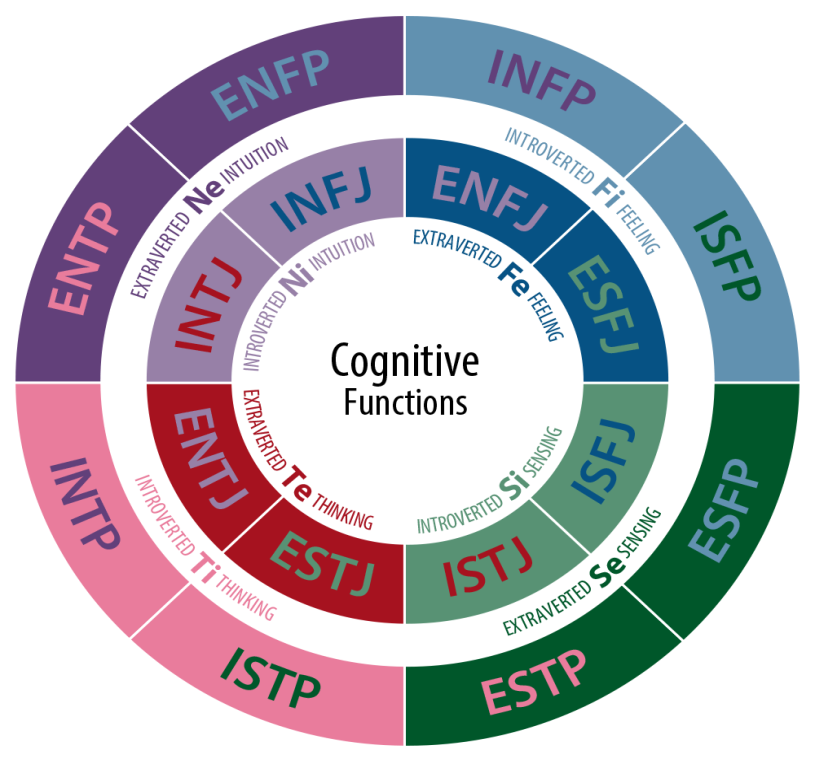 ENFP
INFP
ENTP
ISFP
EXTRAVERTED Ne INTUITION
INTROVERTED Fi FEELING
INFJ
ENFJ
INTJ
ESFJ
INTROVERTED Ni INTUITION
EXTRAVERTED Fe FEELING
Cognitive
Functions
EXTRAVERTED Te THINKING
INTROVERTED Si SENSING
ENTJ
ISFJ
ESTJ
ISTJ
INTROVERTED Ti THINKING
EXTRAVERTED Se SENSING
INTP
ESFP
ISTP
ESTP